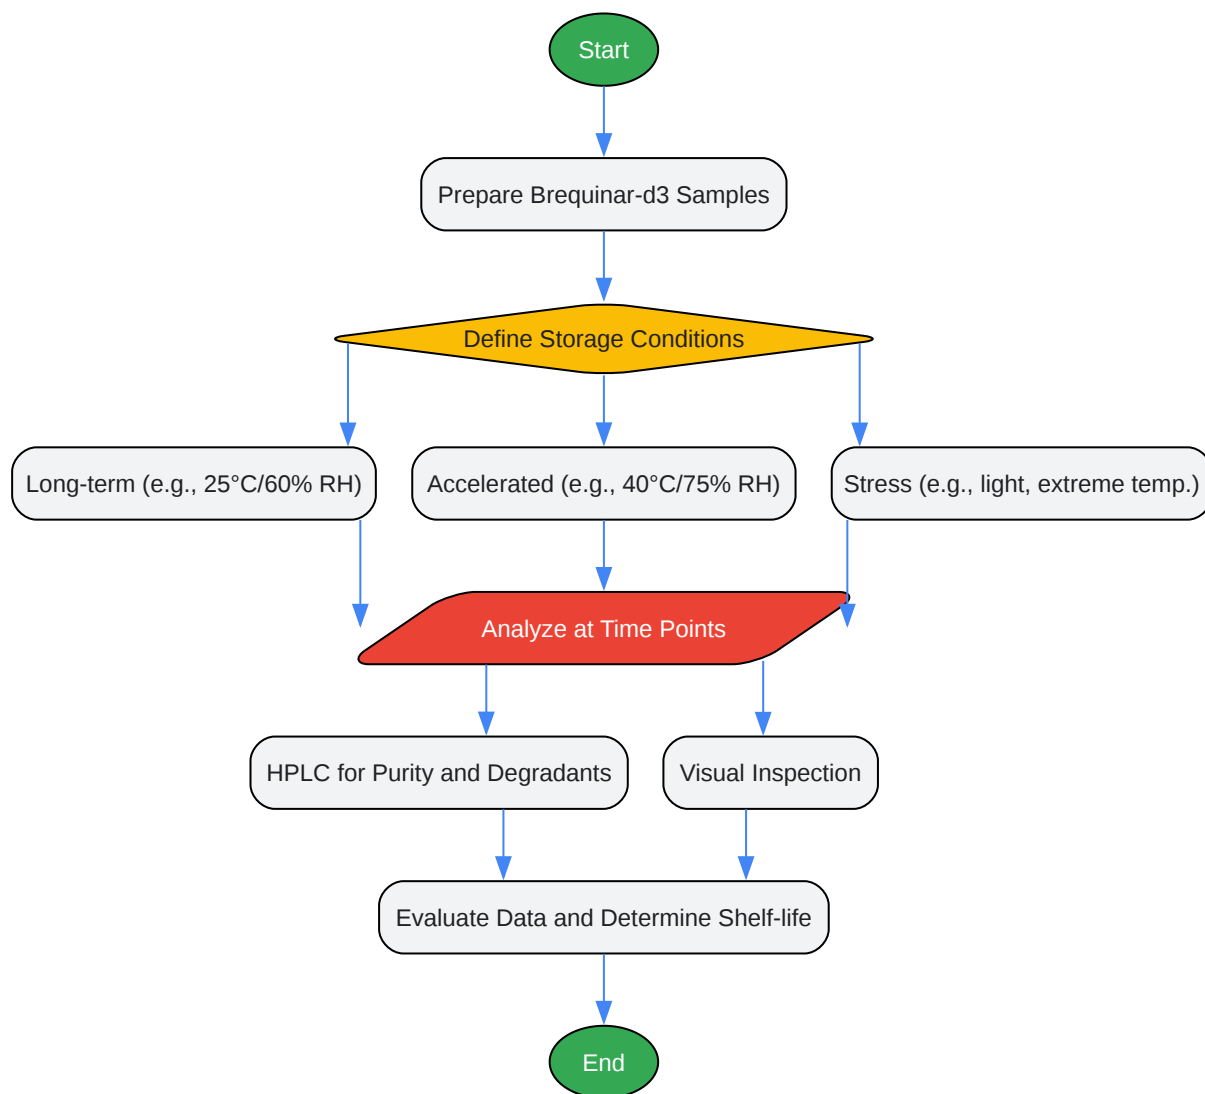 Start
Prepare Brequinar-d3 Samples
Define Storage Conditions
Long-term (e.g., 25°C/60% RH)
Accelerated (e.g., 40°C/75% RH)
Stress (e.g., light, extreme temp.)
Analyze at Time Points
HPLC for Purity and Degradants
Visual Inspection
Evaluate Data and Determine Shelf-life
End